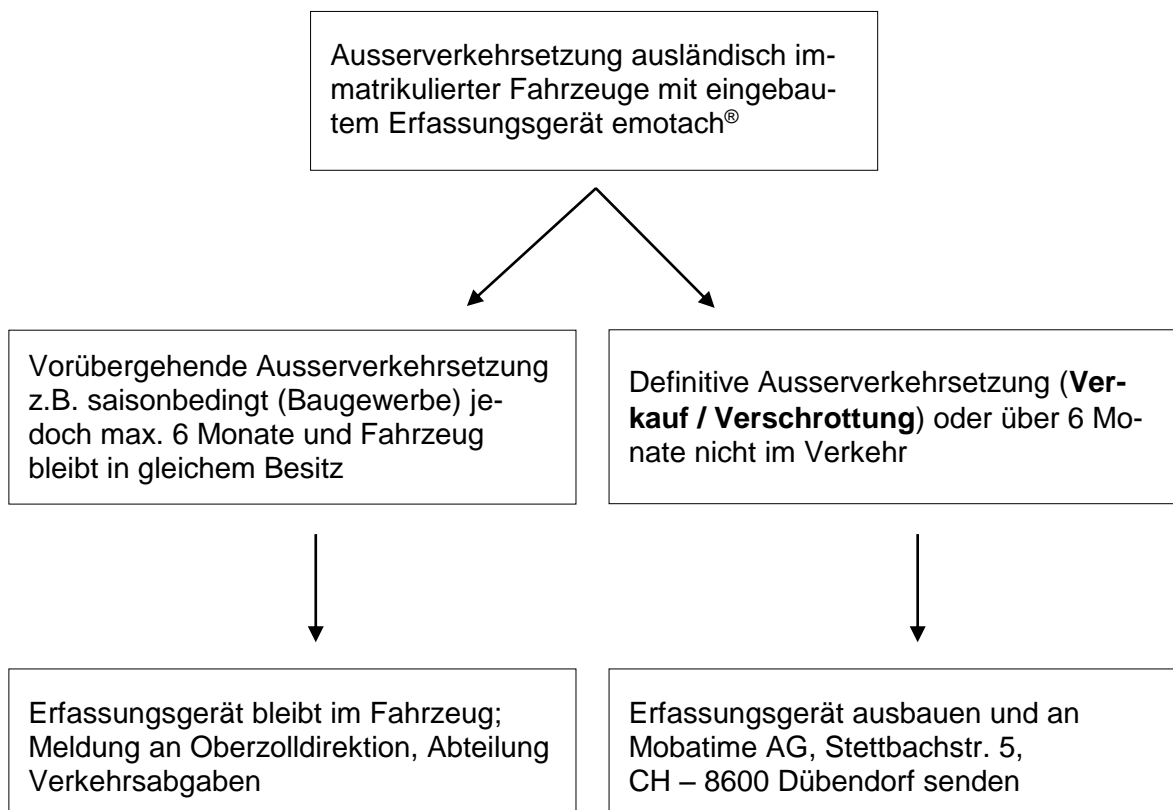 Ausserverkehrsetzung ausländisch im-
matrikulierter Fahrzeuge mit eingebau-
tem Erfassungsgerät emotach®
Vorübergehende Ausserverkehrsetzung
z.B. saisonbedingt (Baugewerbe) je-
doch max. 6 Monate und Fahrzeug
bleibt in gleichem Besitz
Definitive Ausserverkehrsetzung (Ver-
kauf / Verschrottung) oder über 6 Mo-
nate nicht im Verkehr
Erfassungsgerät bleibt im Fahrzeug;
Meldung an Oberzolldirektion, Abteilung
Verkehrsabgaben
Erfassungsgerät ausbauen und an
Mobatime AG, Stettbachstr. 5,
CH – 8600 Dübendorf senden